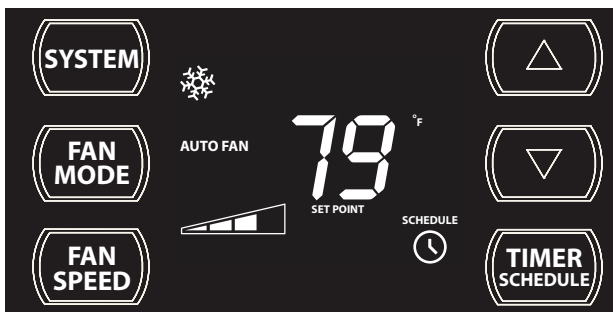 SYSTEM
FAN
MODE
FAN
SPEED
AUTO FAN
79
°F
SET POINT
SCHEDULE
TIMER
SCHEDULE